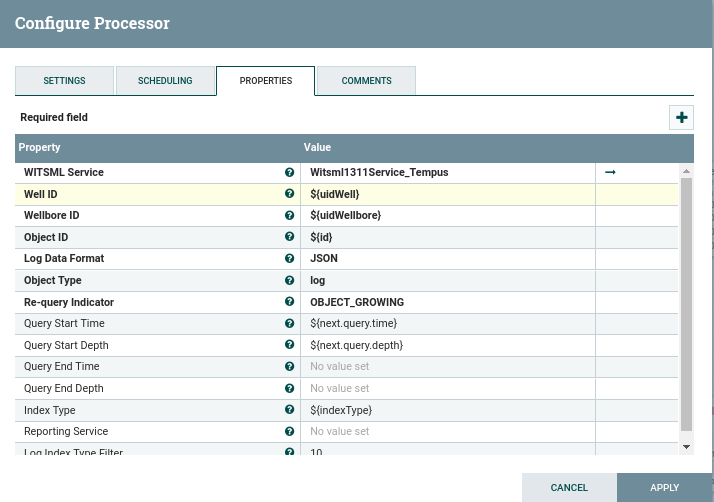 Configure Processor
SETTINGS SCHEDULING PROPERTIES COMMENTS
Required field
Property Value
WITSML Service Witsml1311Service_Tempus
Well ID ${uidWell}
Wellbore ID ${uidWellbore}
Object ID ${id}
Log Data Format JSON
Object Type log
Re-query Indicator OBJECT_GROWING
Query Start Time ${next.query.time}
Query Start Depth ${next.query.depth}
Query End Time No value set
Query End Depth No value set
Index Type ${indexType}
Reporting Service No value set
Log Index Type Filter 10
CANCEL APPLY